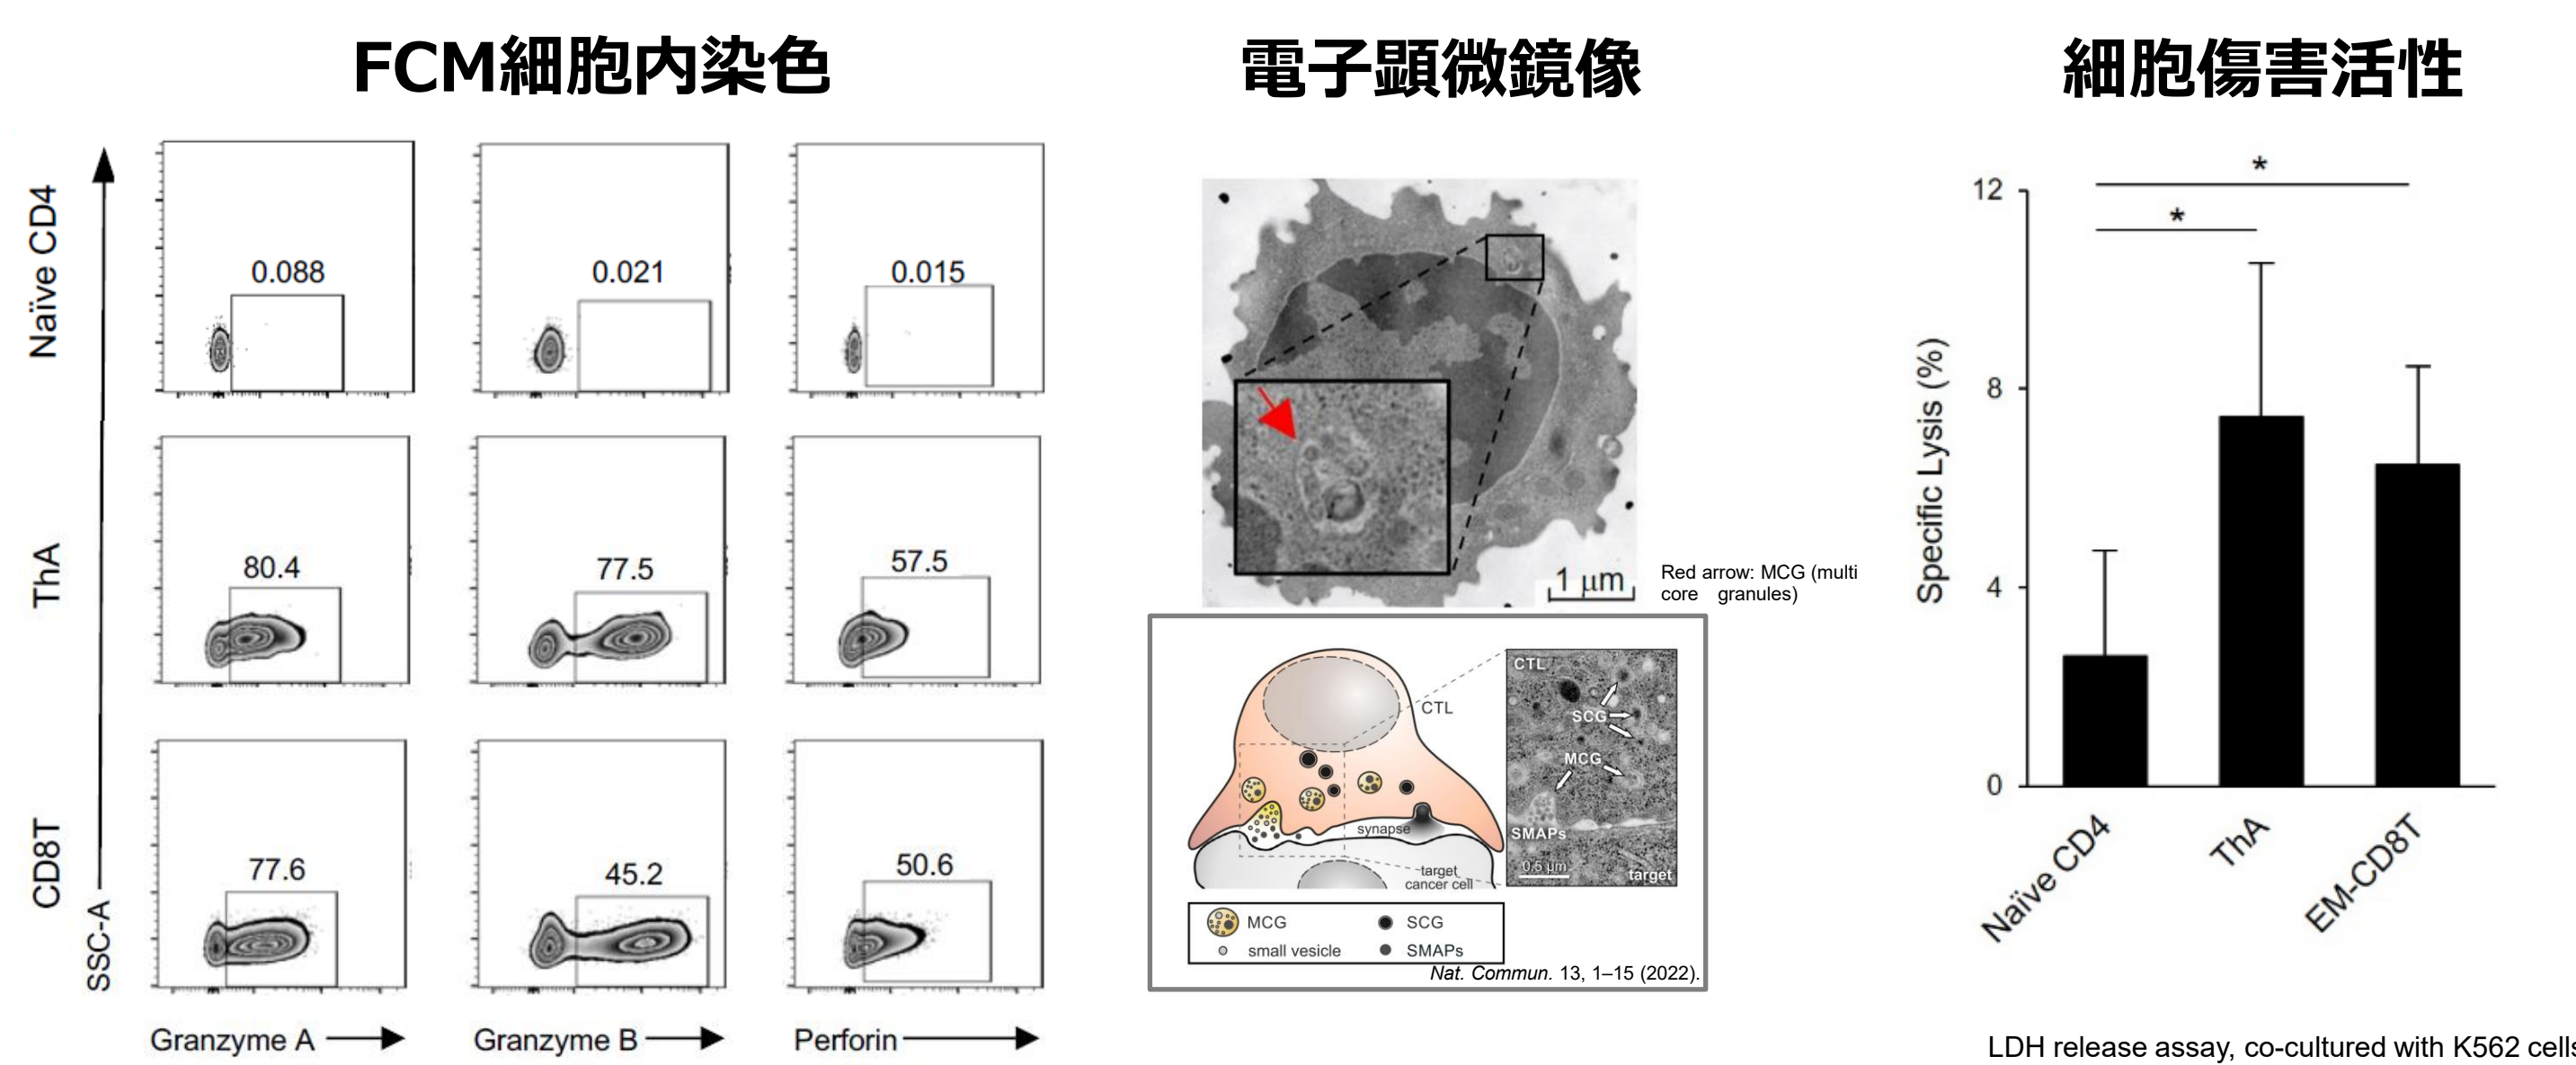 FCM細胞内染色
Naïve CD4
ThA
CD8T
SSC-A
0.088
0.021
0.015
80.4
77.5
57.5
77.6
45.2
50.6
Granzyme A
Granzyme B
Perforin
電子顕微鏡像
1 μm
Red arrow: MCG (multi
core granules)
CTL
synapse
target
cancer cell
CTL
SCG
MCG
SMAPs
0.5 μm
target
MCG
SCG
small vesicle
SMAPs
Nat. Commun. 13, 1–15 (2022).
細胞傷害活性
*
*
Specific Lysis (%)
12
8
4
0
Naïve CD4
ThA
EM-CD8T
LDH release assay, co-cultured with K562 cells